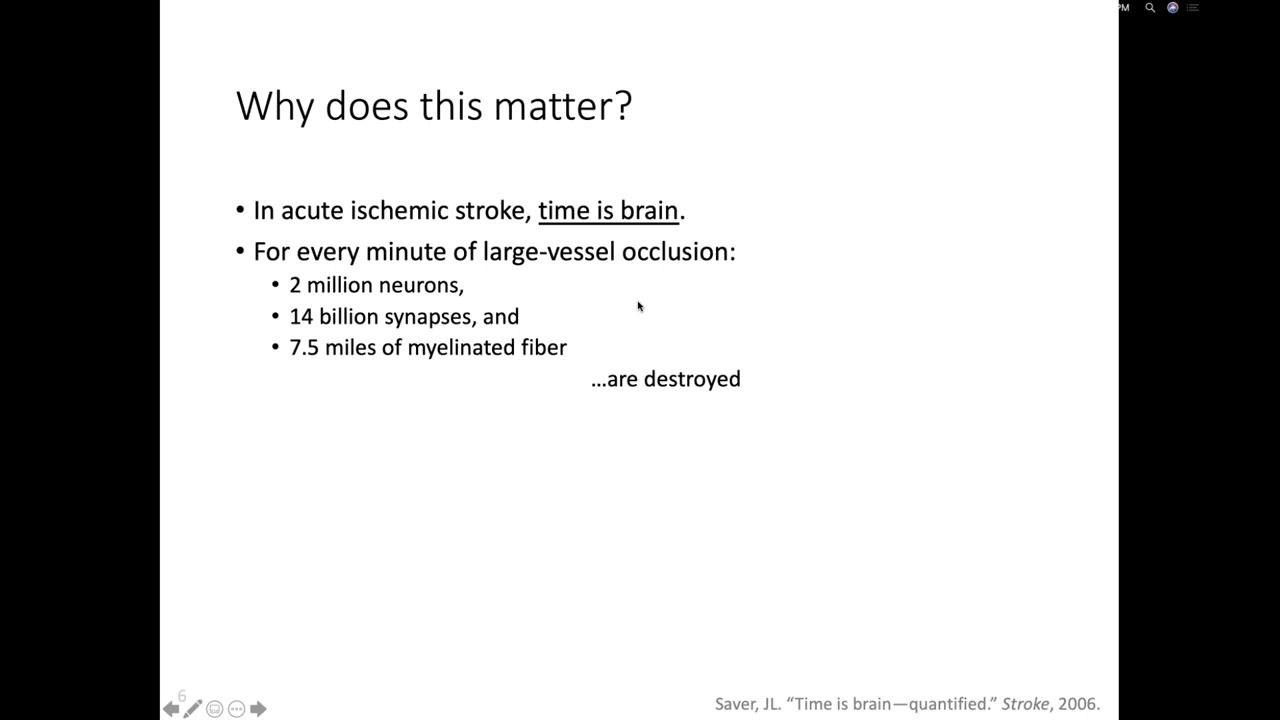 PM
Why does this matter?
• In acute ischemic stroke, time is brain.
• For every minute of large-vessel occlusion:
• 2 million neurons,
• 14 billion synapses, and
• 7.5 miles of myelinated fiber
...are destroyed
6
Saver, JL. “Time is brain—quantified.” Stroke, 2006.